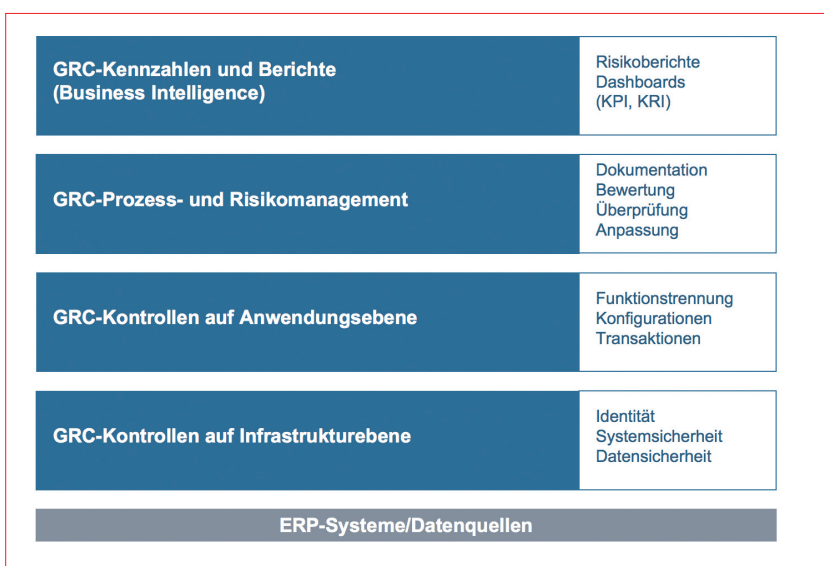 GRC-Kennzahlen und Berichte
(Business Intelligence)
Risikoberichte
Dashboards
(KPI, KRI)
GRC-Prozess- und Risikomanagement
Dokumentation
Bewertung
Überprüfung
Anpassung
GRC-Kontrollen auf Anwendungsebene
Funktionstrennung
Konfigurationen
Transaktionen
GRC-Kontrollen auf Infrastrukturebene
Identität
Systemsicherheit
Datensicherheit
ERP-Systeme/Datenquellen